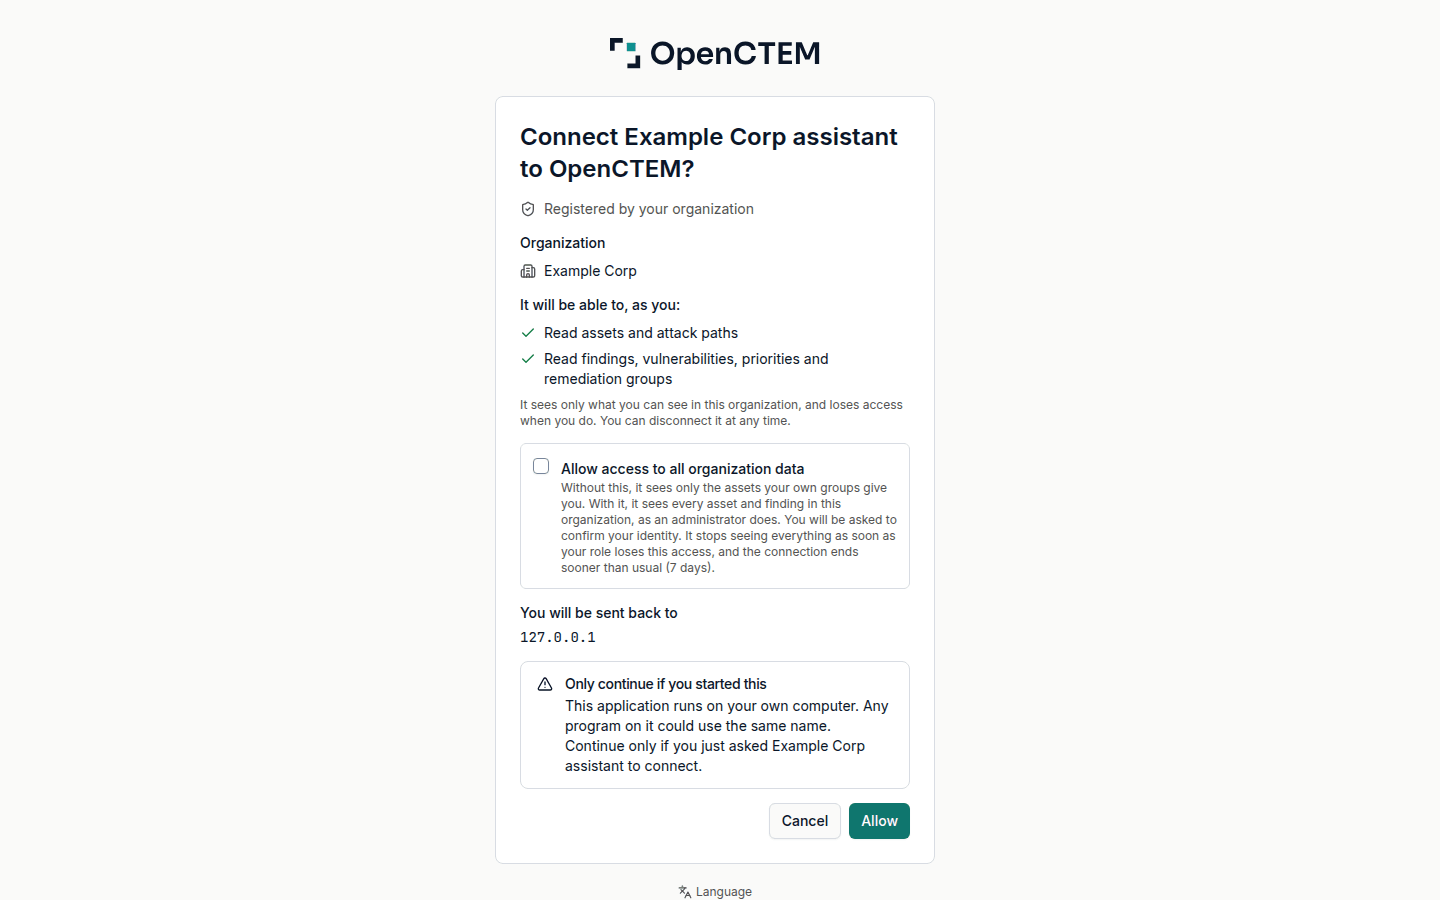 OpenCTEM
Connect Example Corp assistant
to OpenCTEM?
Registered by your organization
Organization
Example Corp
It will be able to, as you:
Read assets and attack paths
Read findings, vulnerabilities, priorities and
remediation groups
It sees only what you can see in this organization, and loses access
when you do. You can disconnect it at any time.
Allow access to all organization data
Without this, it sees only the assets your own groups give
you. With it, it sees every asset and finding in this
organization, as an administrator does. You will be asked to
confirm your identity. It stops seeing everything as soon as
your role loses this access, and the connection ends
sooner than usual (7 days).
You will be sent back to
127.0.0.1
Only continue if you started this
This application runs on your own computer. Any
program on it could use the same name.
Continue only if you just asked Example Corp
assistant to connect.
Cancel
Allow
Language